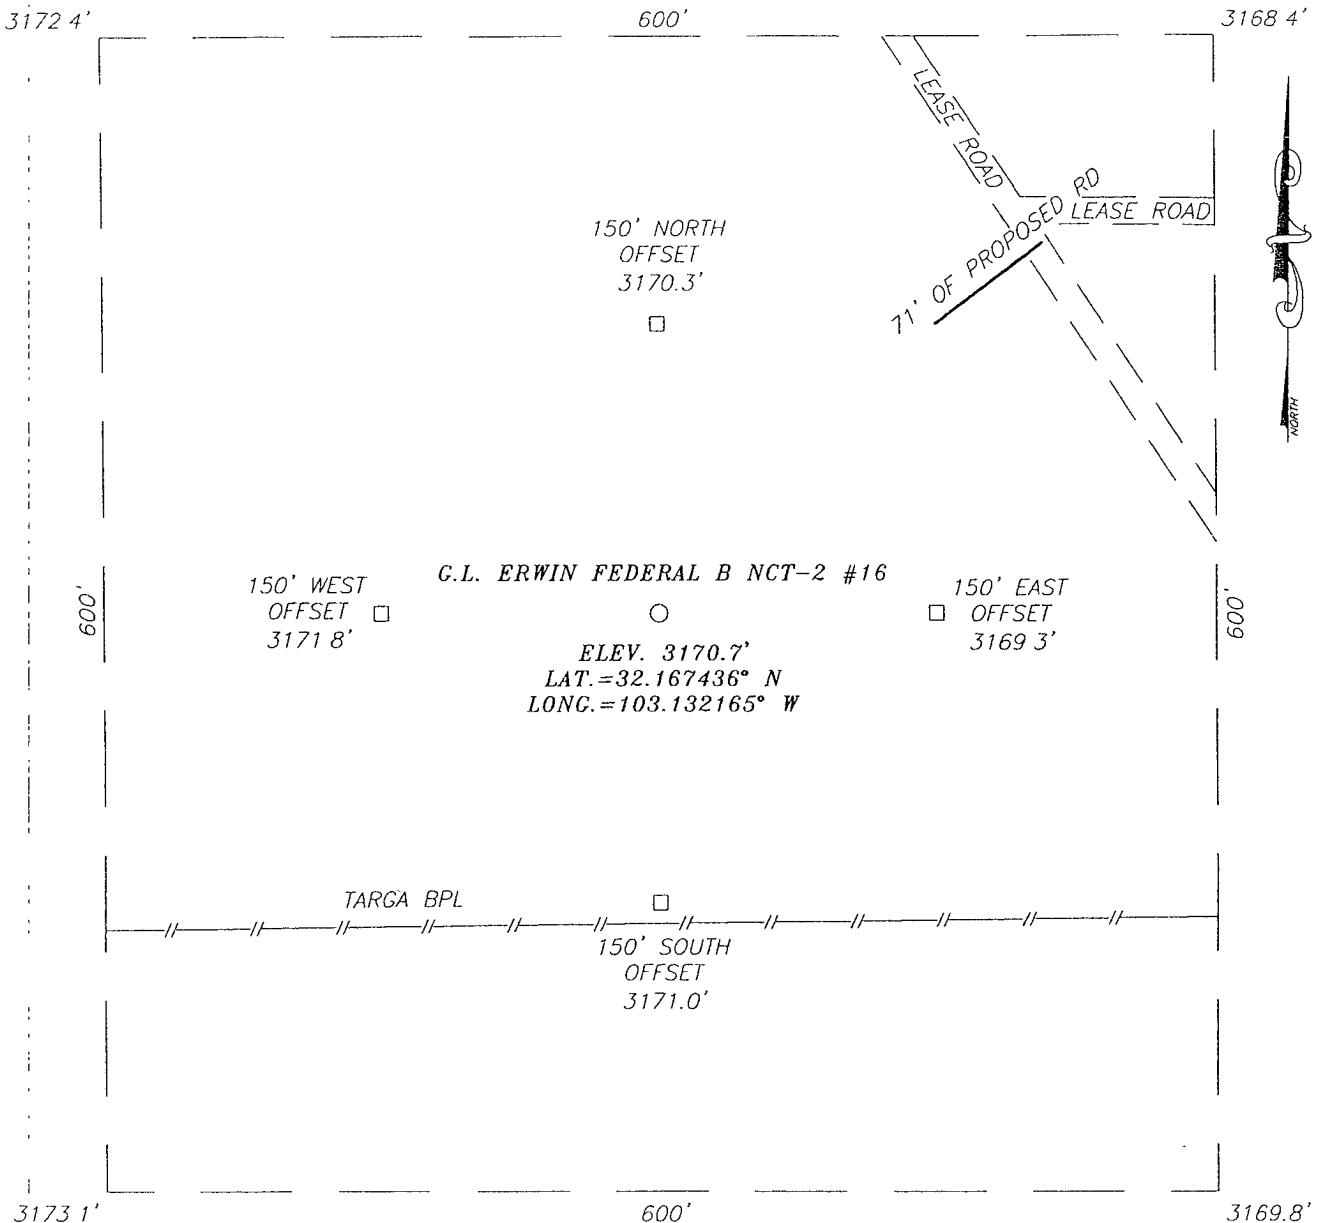 3172 4'
600'
3168 4'
LEASE ROAD
LEASE ROAD
71' OF PROPOSED RD
150' NORTH
OFFSET
3170.3'
NORTH
G.L. ERWIN FEDERAL B NCT-2 #16
150' WEST
OFFSET
3171 8'
150' EAST
OFFSET
3169 3'
600'
600'
ELEV. 3170.7'
LAT.=32.167436° N
LONG.=103.132165° W
TARGA BPL
150' SOUTH
OFFSET
3171.0'
3173 1'
600'
3169.8'